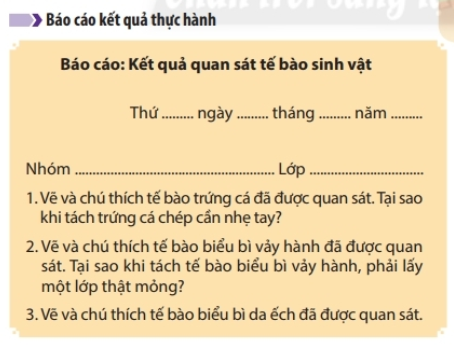 Báo cáo kết quả thực hành
Báo cáo: Kết quả quan sát tế bào sinh vật
Thứ ......... ngày ......... tháng ......... năm .........
Nhóm ..................................................... Lớp ..............................
1. Vẽ và chú thích tế bào trứng cá đã được quan sát. Tại sao
khi tách trứng cá chép cần nhẹ tay?
2. Vẽ và chú thích tế bào biểu bì vảy hành đã được quan
sát. Tại sao khi tách tế bào biểu bì vảy hành, phải lấy
một lớp thật mỏng?
3. Vẽ và chú thích tế bào biểu bì da ếch đã được quan sát.